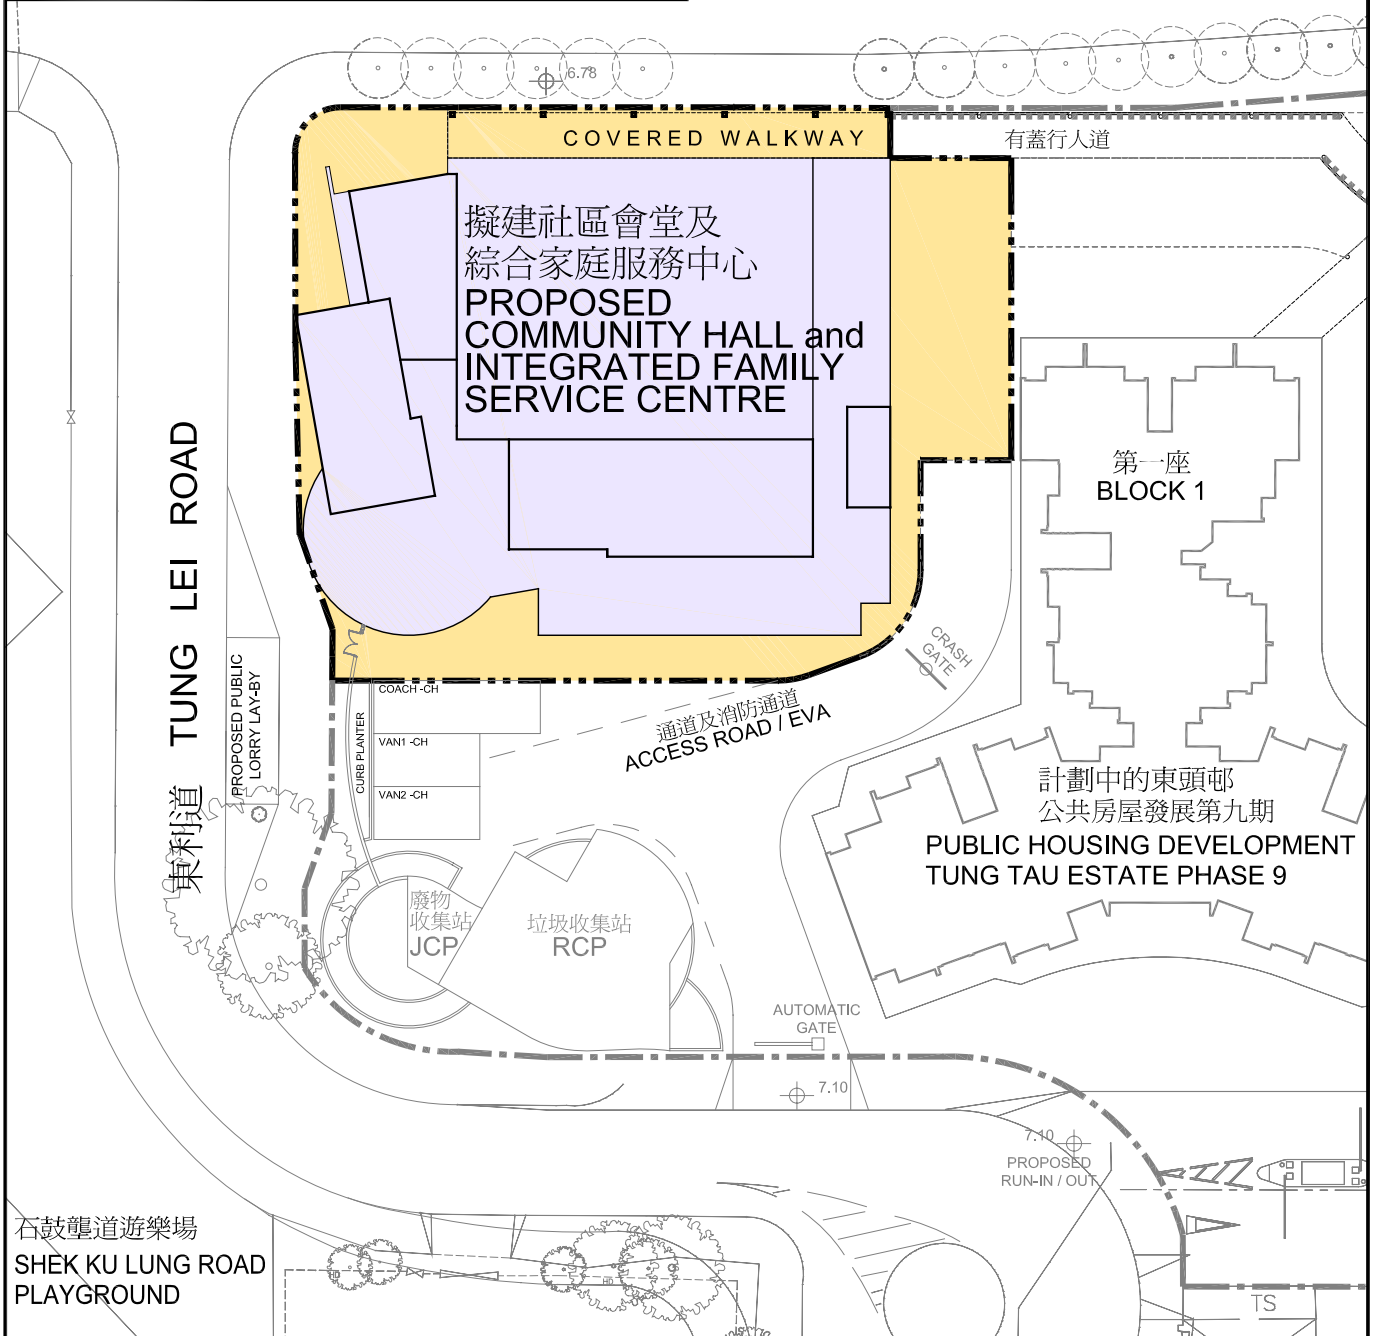 6.78
COVERED WALKWAY
有蓋行人道
擬建社區會堂及
綜合家庭服務中心
PROPOSED
COMMUNITY HALL and
INTEGRATED FAMILY
SERVICE CENTRE
第一座
BLOCK 1
東利道 TUNG LEI ROAD
PROPOSED PUBLIC
LORRY LAY-BY
CURB PLANTER
COACH -CH
VAN1 -CH
VAN2 -CH
CRASH
GATE
通道及消防通道
ACCESS ROAD / EVA
計劃中的東頭邨
公共房屋發展第九期
PUBLIC HOUSING DEVELOPMENT
TUNG TAU ESTATE PHASE 9
廢物
收集站
JCP
垃圾收集站
RCP
AUTOMATIC
GATE
7.10
7.10
PROPOSED
RUN-IN / OUT
石鼓壟道遊樂場
SHEK KU LUNG ROAD
PLAYGROUND
HD
HD
TS